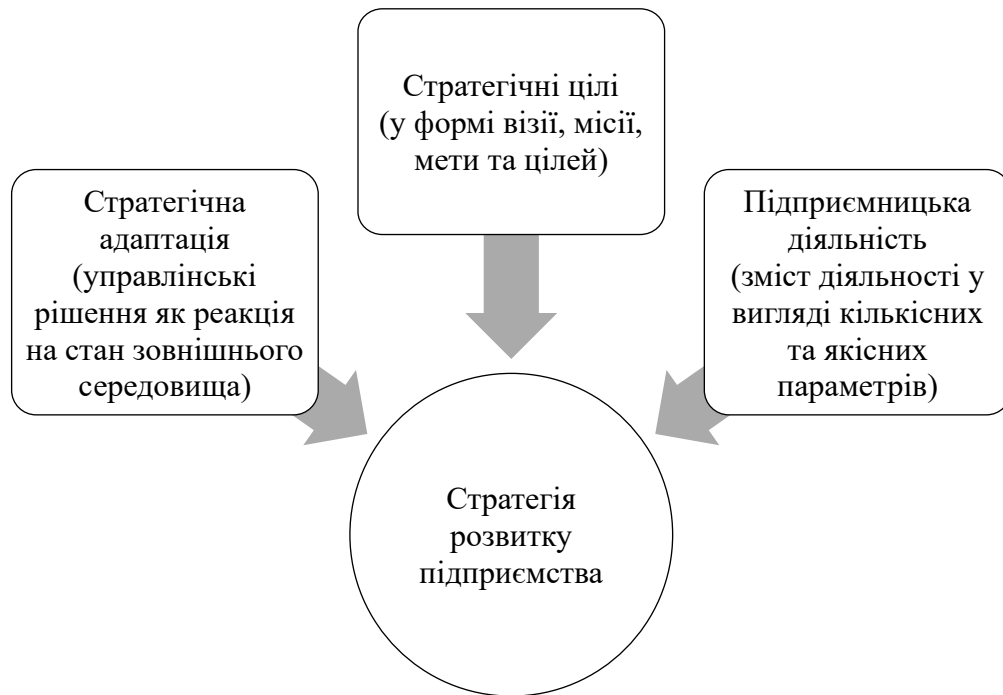 Стратегічні цілі
(у формі візії, місії,
мети та цілей)
Стратегічна
адаптація
(управлінські
рішення як реакція
на стан зовнішнього
середовища)
Підприємницька
діяльність
(зміст діяльності у
вигляді кількісних
та якісних
параметрів)
Стратегія
розвитку
підприємства